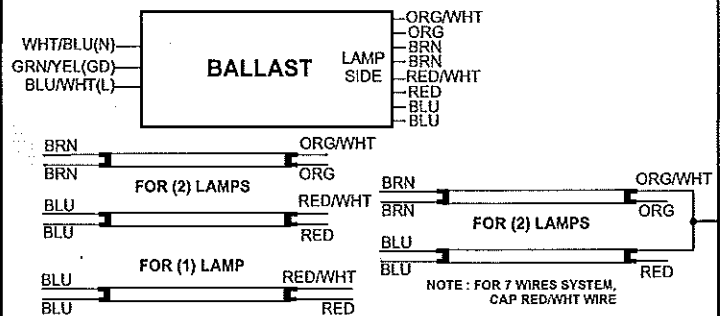 ORG/WHT
ORG
WHT/BLU(N)
BRN
GRN/YEL(GD)
BALLAST
LAMP
SIDE
BRN
BLU/WHT(L)
RED/WHT
RED
BLU
BLU
BRN
ORG/WHT
BRN
ORG
FOR (2) LAMPS
BLU
RED/WHT
BLU
RED
FOR (1) LAMP
BLU
RED/WHT
BLU
RED
BRN
ORG/WHT
BRN
ORG
FOR (2) LAMPS
BLU
BLU
RED
NOTE : FOR 7 WIRES SYSTEM,
CAP RED/WHT WIRE